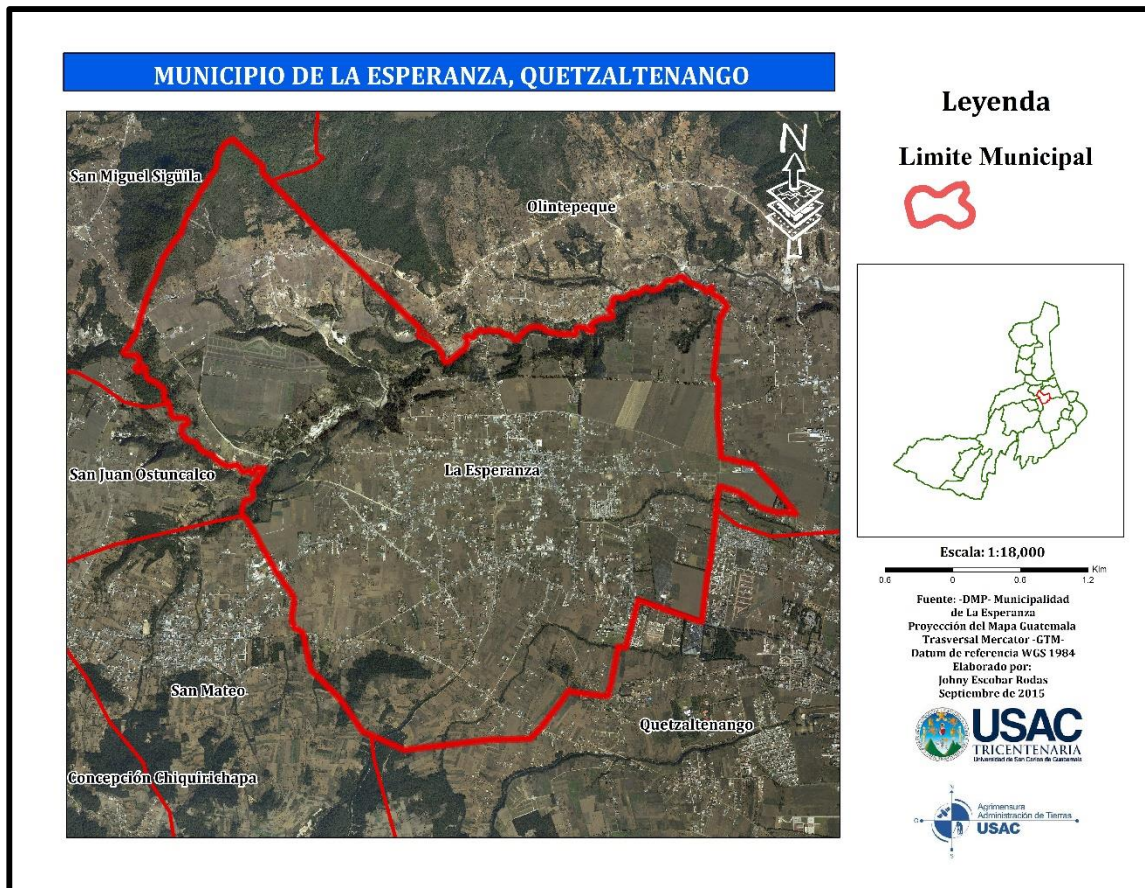 MUNICIPIO DE LA ESPERANZA, QUETZALTENANGO
San Miguel Sigüila
Olintepeque
N
La Esperanza
San Juan Ostuncalco
San Mateo
Quetzaltenango
Concepción Chiquirichapa
Leyenda
Limite Municipal
Escala: 1:18,000
Klm
0.6 0 0.6 1.2
Fuente: -DMP- Municipalidad
de La Esperanza
Proyección del Mapa Guatemala
Trasversal Mercator -GTM-
Datum de referencia WGS 1984
Elaborado por:
Johny Escobar Rodas
Septiembre de 2015
USAC
TRICENTENARIA
Universidad de San Carlos de Guatemala
N
O
E
S
Agrimensura
Administración de Tierras
USAC